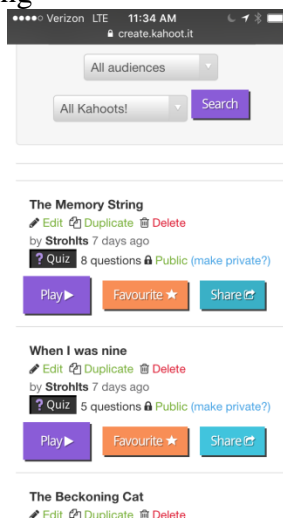 ng
Verizon LTE 11:34 AM
create.kahoot.it
All audiences
All Kahoots! Search
The Memory String
Edit Duplicate Delete
by Strohlts 7 days ago
? Quiz 8 questions Public (make private?)
Play Favourite Share
When I was nine
Edit Duplicate Delete
by Strohlts 7 days ago
? Quiz 5 questions Public (make private?)
Play Favourite Share
The Beckoning Cat
Edit Duplicate Delete